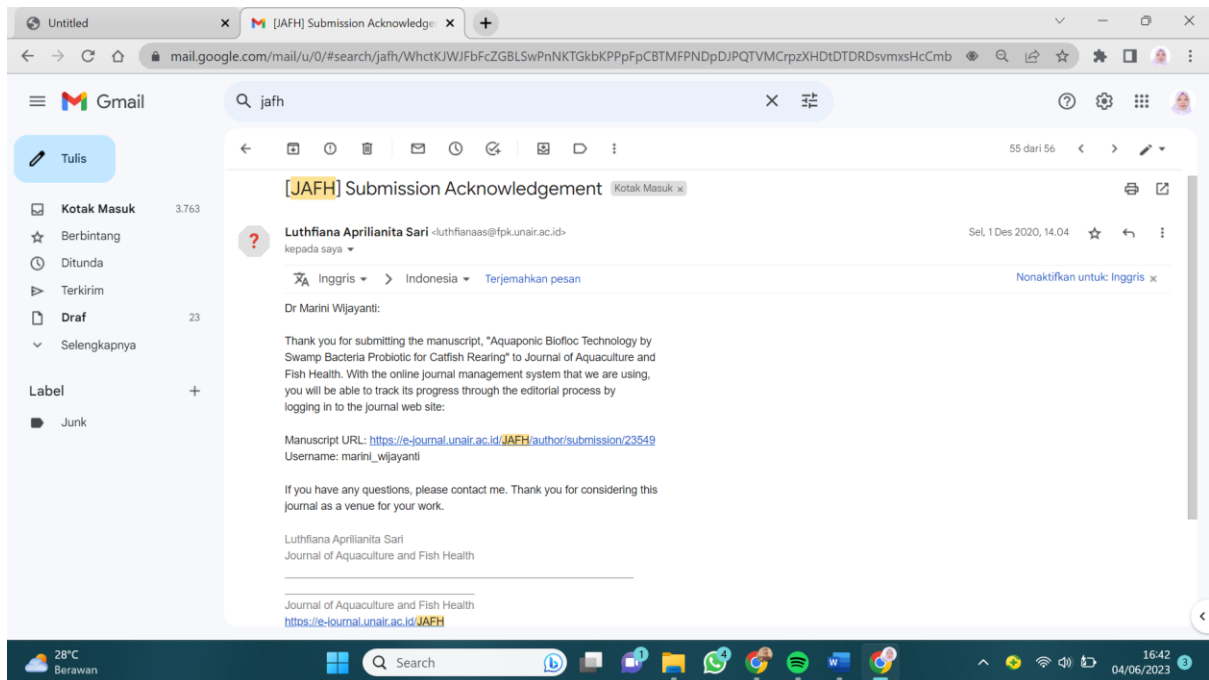 Untitled
[JAFH] Submission Acknowledge
mail.google.com/mail/u/0/#search/jafh/WhctKJWJFbFcZGBLSwPnNKTGkbKPPpFpCBTMFPNDpDJPQTVMCrpzXHDtDTDRDsvmxsHcCmb
Gmail
jafh
Tulis
55 dari 56
[JAFH] Submission Acknowledgement Kotak Masuk x
Kotak Masuk 3.763
Berbintang
Ditunda
Terkirim
Draf 23
Selengkapnya
Label
Junk
Luthfiana Aprilianita Sari <luthfianaas@fpk.unair.ac.id>
Sel, 1 Des 2020, 14.04
kepada saya
Inggris > Indonesia Terjemahkan pesan
Nonaktifkan untuk: Inggris x
Dr Marini Wijayanti:
Thank you for submitting the manuscript, "Aquaponic Biofloc Technology by
Swamp Bacteria Probiotic for Catfish Rearing" to Journal of Aquaculture and
Fish Health. With the online journal management system that we are using,
you will be able to track its progress through the editorial process by
logging in to the journal web site:
Manuscript URL: https://e-journal.unair.ac.id/JAFH/author/submission/23549
Username: marini_wijayanti
If you have any questions, please contact me. Thank you for considering this
journal as a venue for your work.
Luthfiana Aprilianita Sari
Journal of Aquaculture and Fish Health
Journal of Aquaculture and Fish Health
https://e-journal.unair.ac.id/JAFH
28°C
Berawan
Search
1
4
16:42
04/06/2023
3